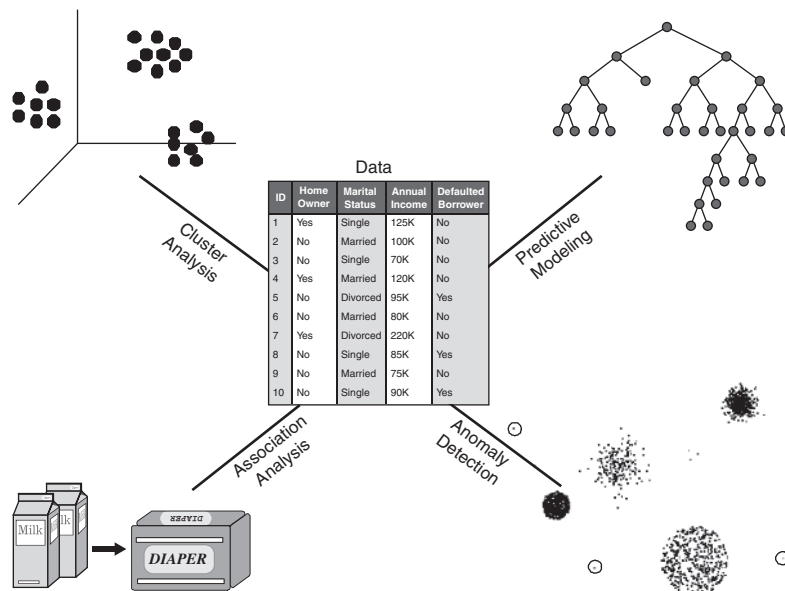 Data
ID Home Owner Marital Status Annual Income Defaulted Borrower
1 Yes Single 125K No
2 No Married 100K No
3 No Single 70K No
4 Yes Married 120K No
5 No Divorced 95K Yes
6 No Married 80K No
7 Yes Divorced 220K No
8 No Single 85K Yes
9 No Married 75K No
10 No Single 90K Yes
Cluster
Analysis
Predictive
Modeling
Association
Analysis
Anomaly
Detection
Milk
lk
DIAPER
DIAPER